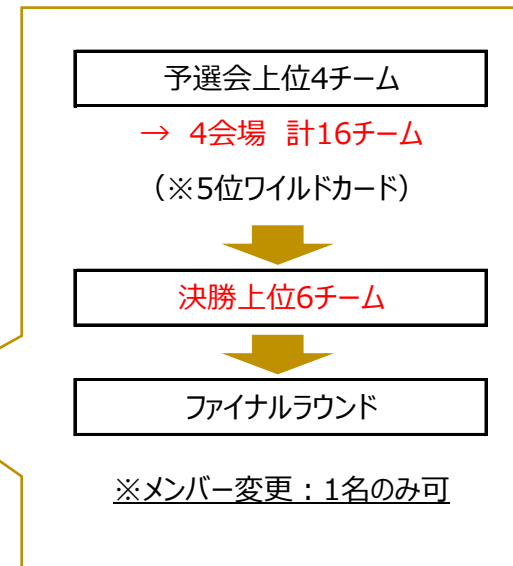 予選会上位4チーム
→ 4会場 計16チーム
（※5位ワイルドカード）
決勝上位6チーム
ファイナルラウンド
※メンバー変更：1名のみ可